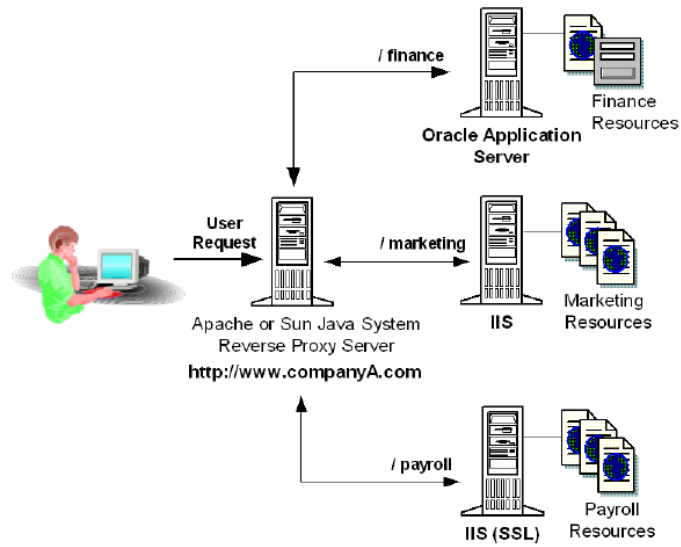 / finance
Finance
Resources
Oracle Application
Server
User
Request
/ marketing
Marketing
Resources
IIS
Apache or Sun Java System
Reverse Proxy Server
http://www.companyA.com
/ payroll
Payroll
Resources
IIS (SSL)